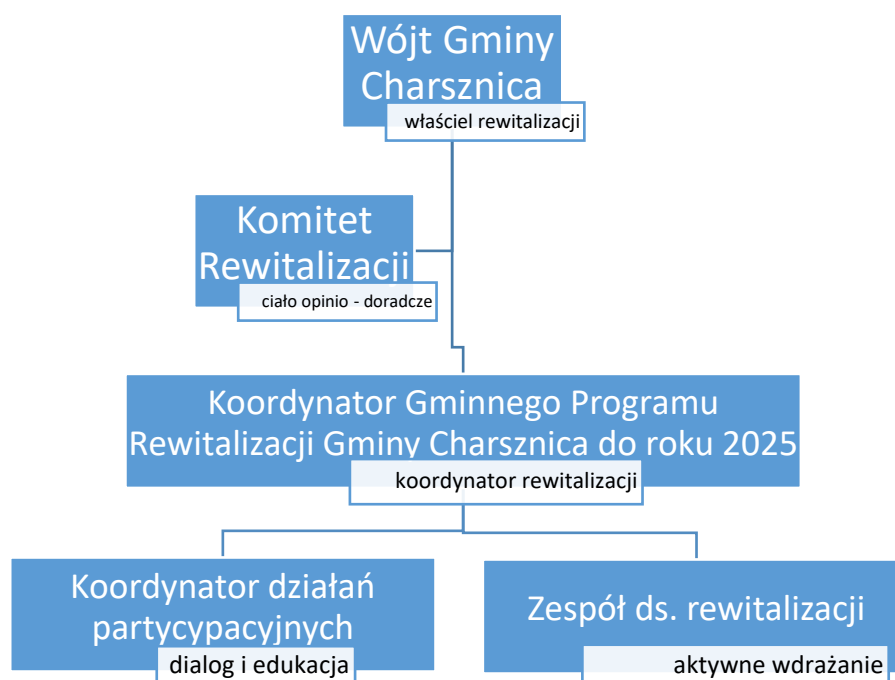 Wójt Gminy
Charsznica
właściel rewitalizacji
Komitet
Rewitalizacji
ciało opinio - doradcze
Koordynator Gminnego Programu
Rewitalizacji Gminy Charsznica do roku 2025
koordynator rewitalizacji
Koordynator działań
partycypacyjnych
dialog i edukacja
Zespół ds. rewitalizacji
aktywne wdrażanie